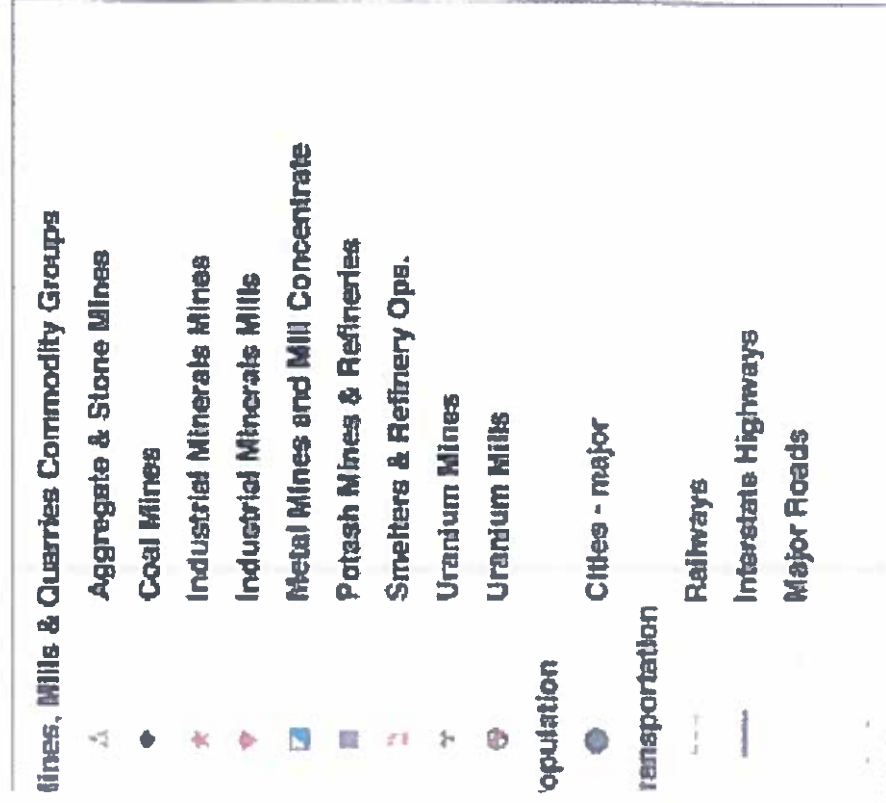 lines, Mills & Quarries Commodity Groups
Aggregate & Stone Mines
Coal Mines
Industrial Minerals Mines
Industrial Minerals Mills
Metal Mines and Mill Concentrate
Potash Mines & Refineries
Smelters & Refinery Ops.
Uranium Mines
Uranium Mills
opulation
Cities - major
ransportation
Railways
Interstate Highways
Major Roads